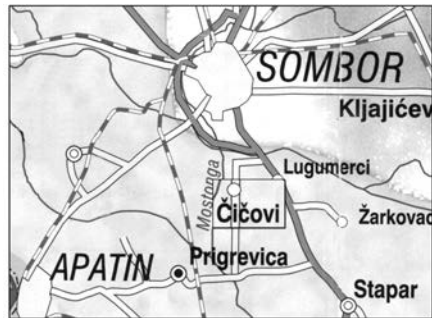 SOMBOR
Kljajićev
Lugumerci
Mostonga
Čičovi
Žarkovac
Prigrevica
APATIN
Stapar